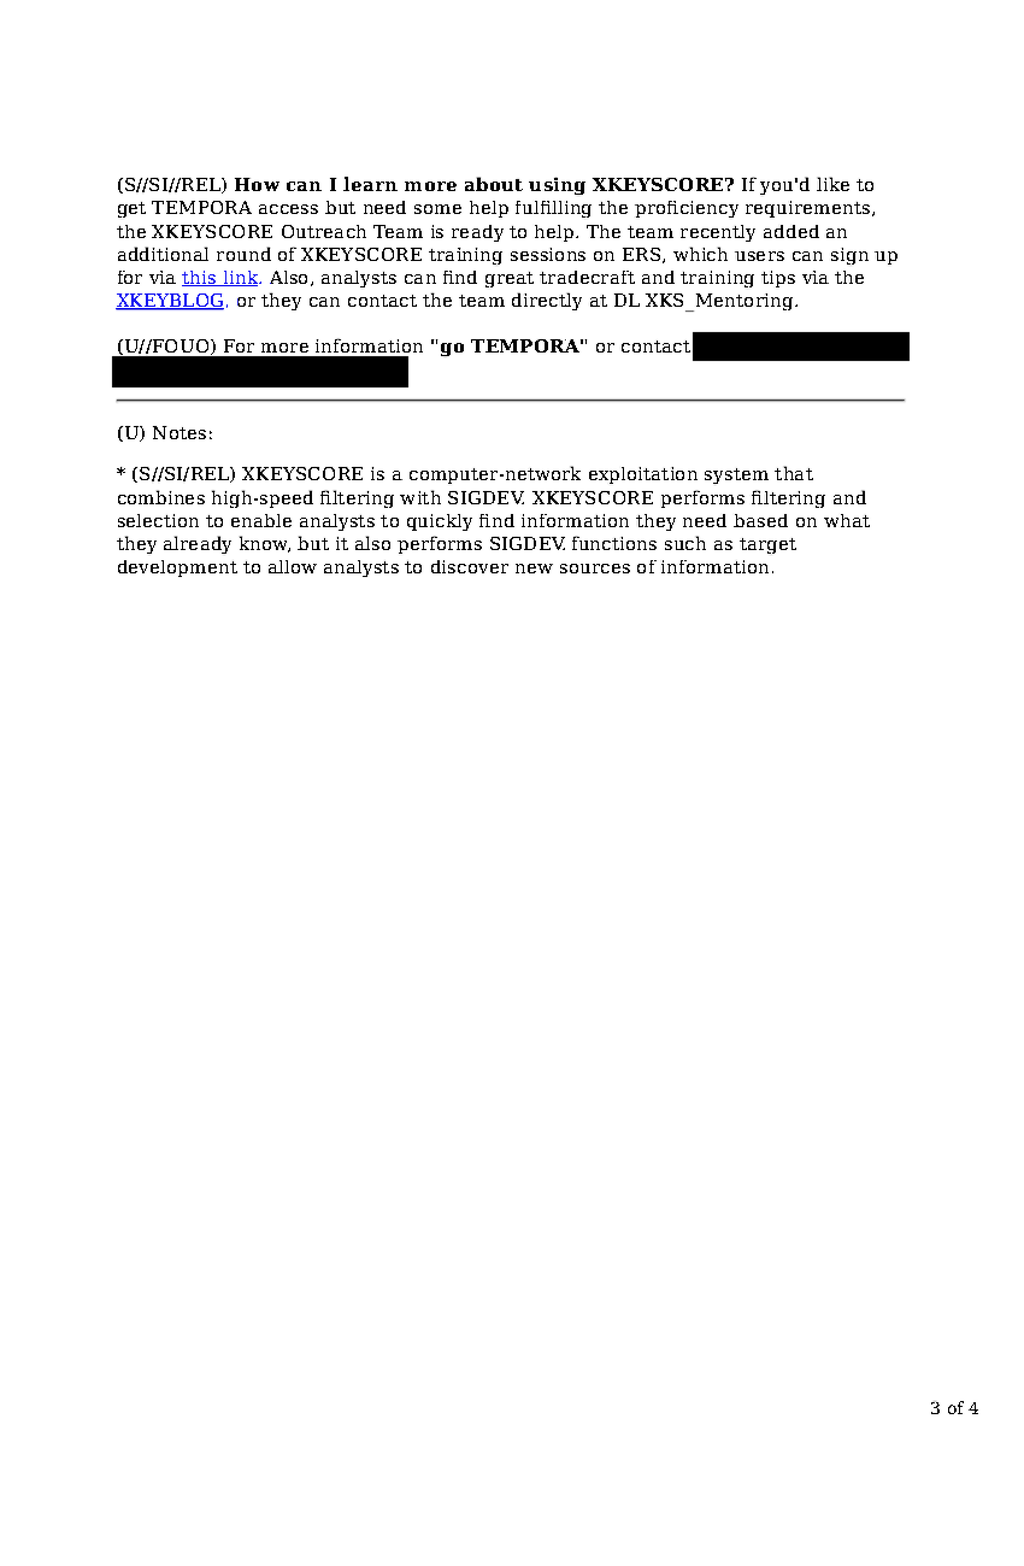 (S//SI//REL) How can I learn more about using XKEYSCORE? If you'd like to
get TEMPORA access but need some help fulfilling the proficiency requirements,
the XKEYSCORE Outreach Team is ready to help. The team recently added an
additional round of XKEYSCORE training sessions on ERS, which users can sign up
for via this link. Also, analysts can find great tradecraft and training tips via the
XKEYBLOG, or they can contact the team directly at DL XKS_Mentoring.
(U//FOUO) For more information "go TEMPORA" or contact
(U) Notes:
* (S//SI/REL) XKEYSCORE is a computer-network exploitation system that
combines high-speed filtering with SIGDEV. XKEYSCORE performs filtering and
selection to enable analysts to quickly find information they need based on what
they already know, but it also performs SIGDEV functions such as target
development to allow analysts to discover new sources of information.
3 of 4